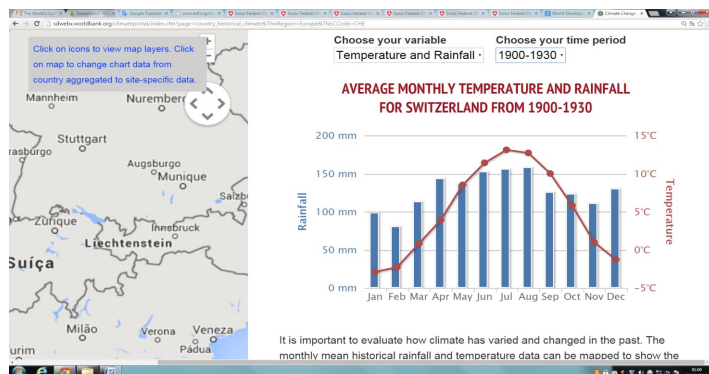 sdwebx.worldbank.org/climateportal/index.cfm?page=country_historical_climate&ThisRegion=Europe&ThisCCode=CHE
Click on icons to view map layers. Click
on map to change chart data from
country aggregated to site-specific data.
Mannheim
Nuremberg
Stuttgart
rasburgo
Augsburgo
Munique
Salzb
Zurique
Innsbruck
Liechtenstein
Suíça
Milão
Verona
Veneza
Pádua
urim
Choose your variable
Choose your time period
Temperature and Rainfall
1900-1930
AVERAGE MONTHLY TEMPERATURE AND RAINFALL
FOR SWITZERLAND FROM 1900-1930
200 mm
150 mm
100 mm
50 mm
0 mm
Rainfall
15°C
10°C
5°C
0°C
-5°C
Temperature
Jan Feb Mar Apr May Jun Jul Aug Sep Oct Nov Dec
It is important to evaluate how climate has varied and changed in the past. The
monthly mean historical rainfall and temperature data can be mapped to show the